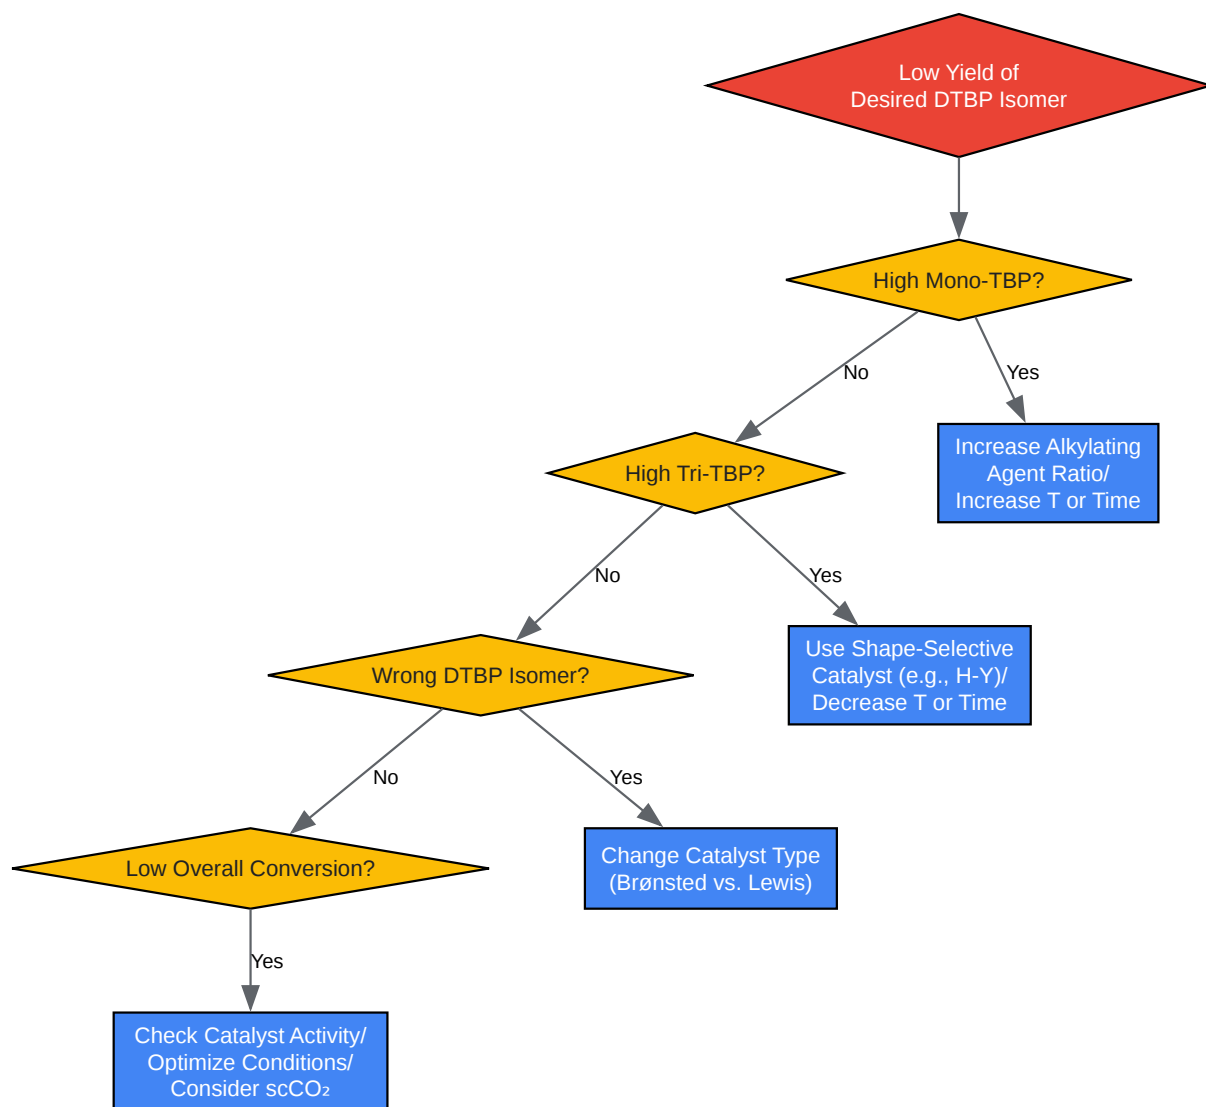 Low Yield of
Desired DTBP Isomer
High Mono-TBP?
No
Yes
Increase Alkylating
Agent Ratio/
Increase T or Time
High Tri-TBP?
No
Yes
Use Shape-Selective
Catalyst (e.g., H-Y)/
Decrease T or Time
Wrong DTBP Isomer?
No
Yes
Change Catalyst Type
(Brønsted vs. Lewis)
Low Overall Conversion?
Yes
Check Catalyst Activity/
Optimize Conditions/
Consider scCO₂